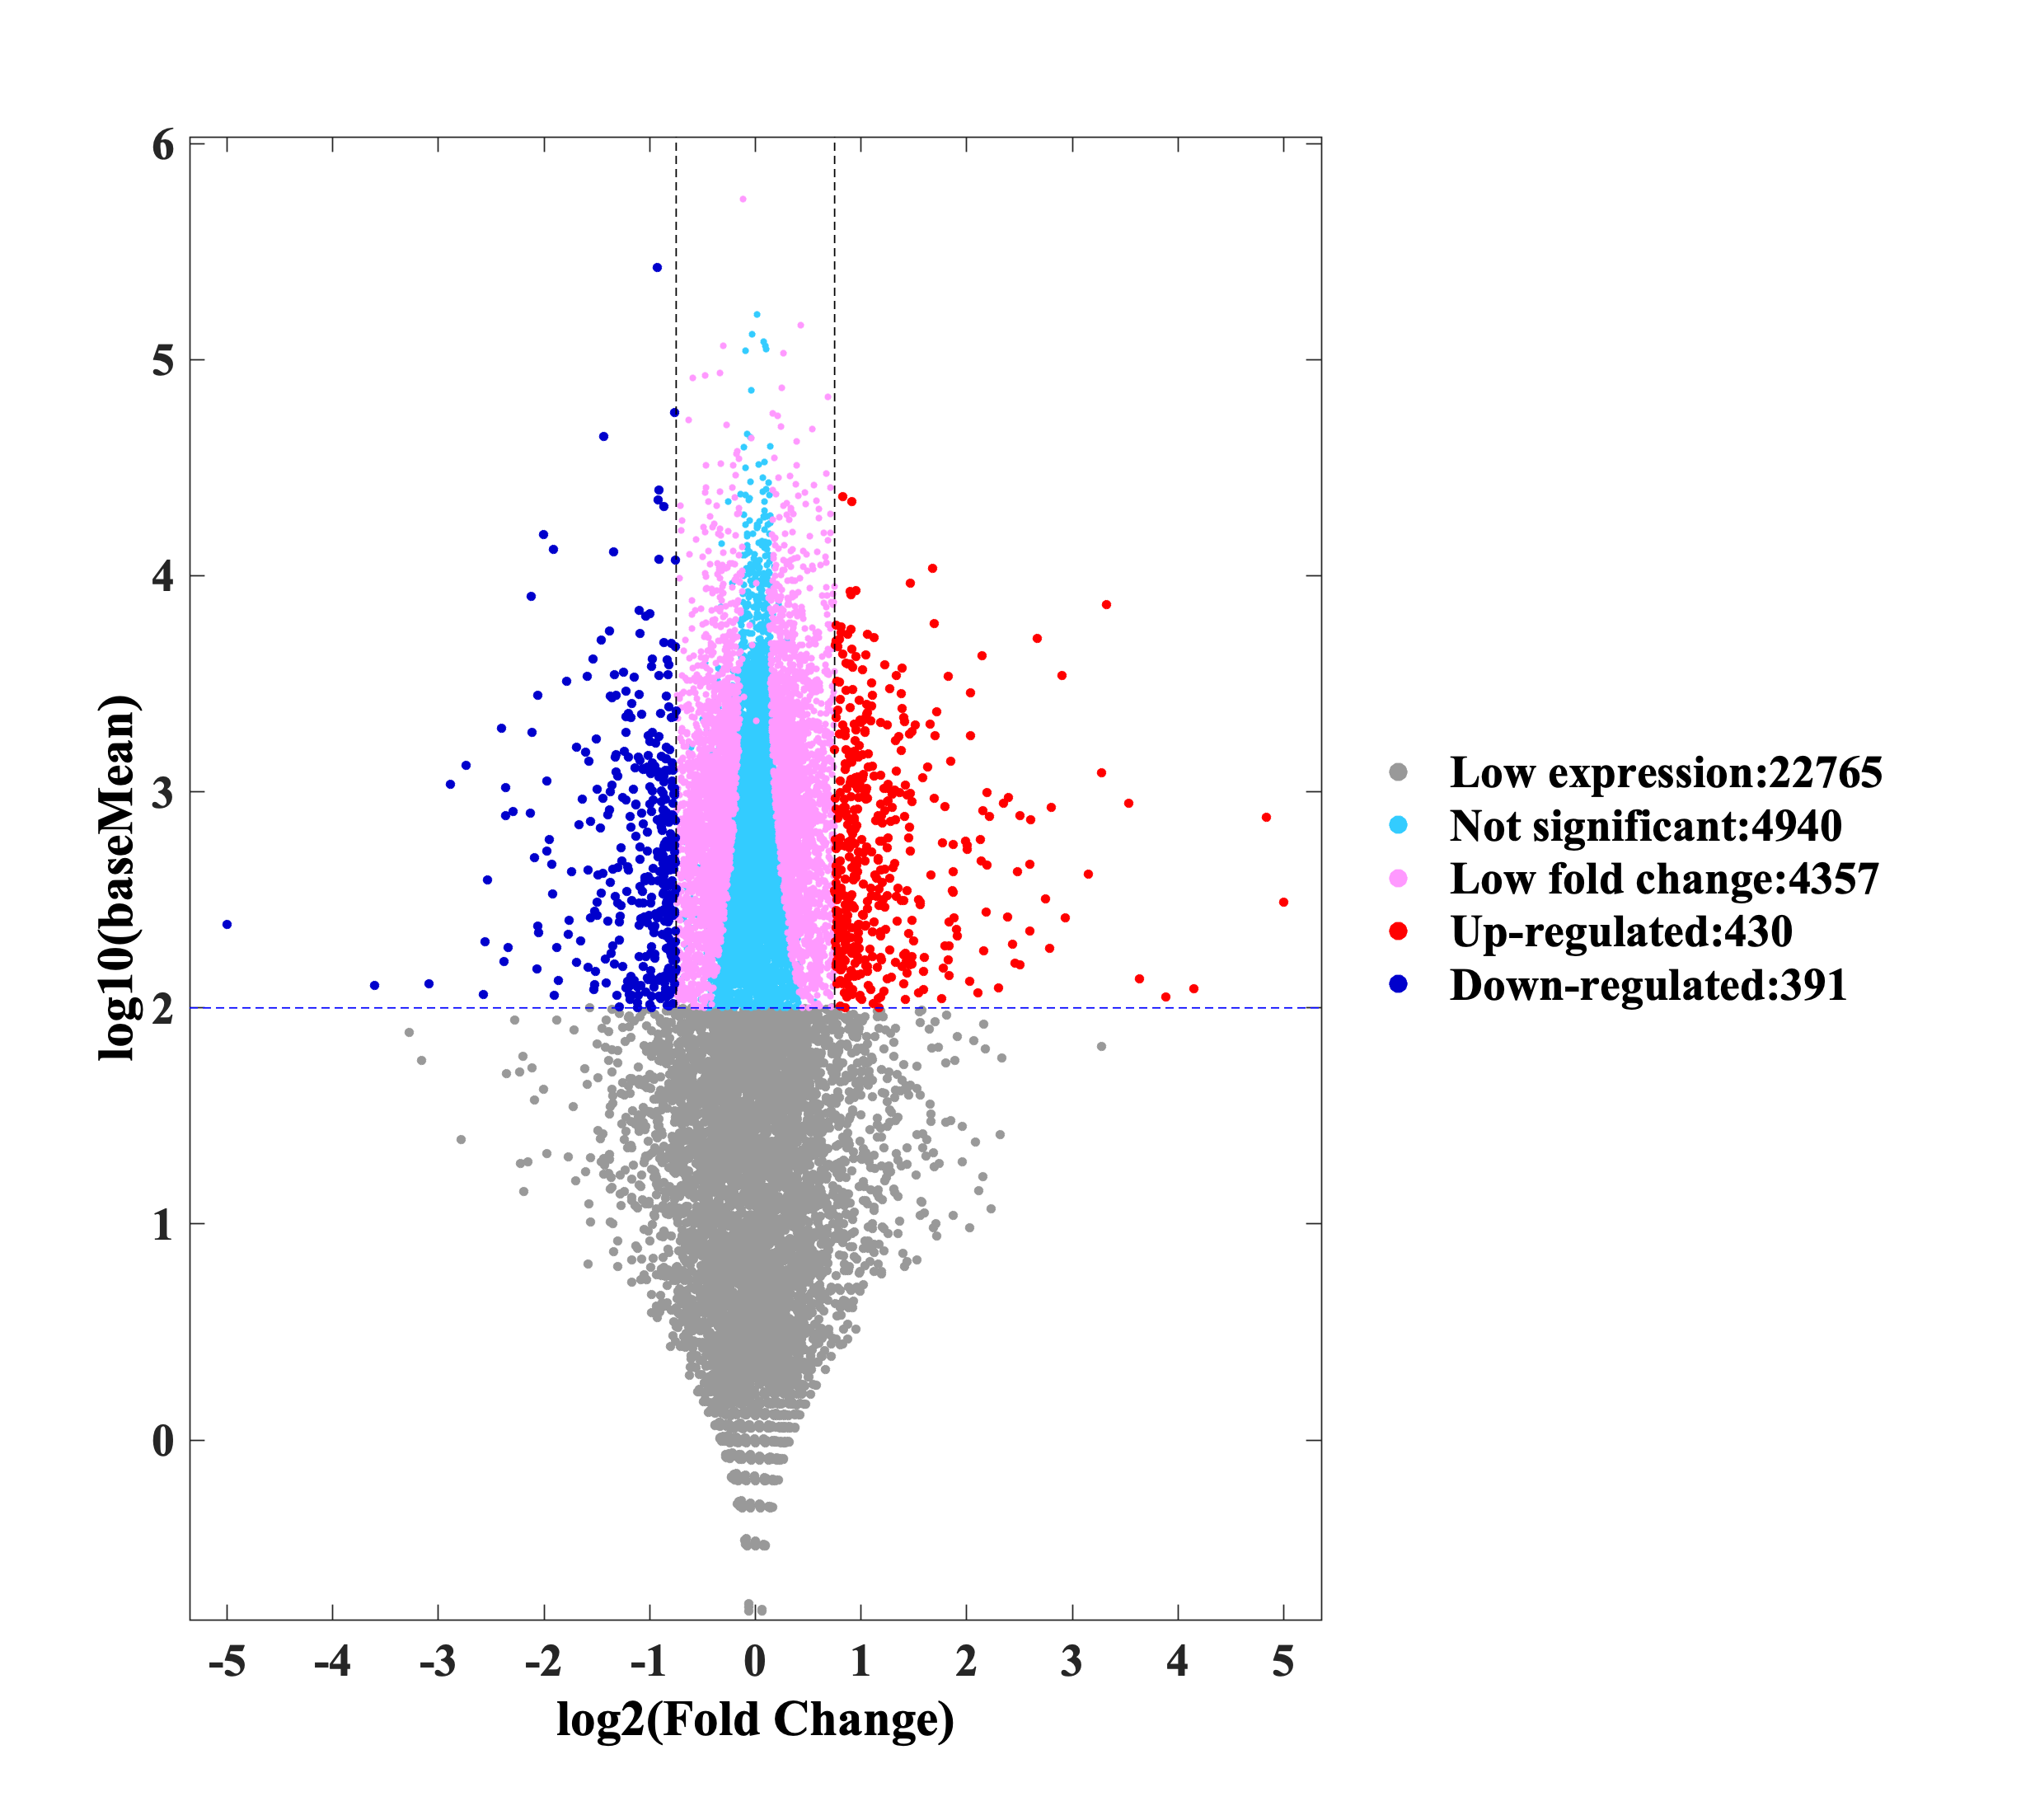 6
5
4
3
2
1
0
log10(baseMean)
-5 -4 -3 -2 -1 0 1 2 3 4 5
log2(Fold Change)
Low expression:22765
Not significant:4940
Low fold change:4357
Up-regulated:430
Down-regulated:391